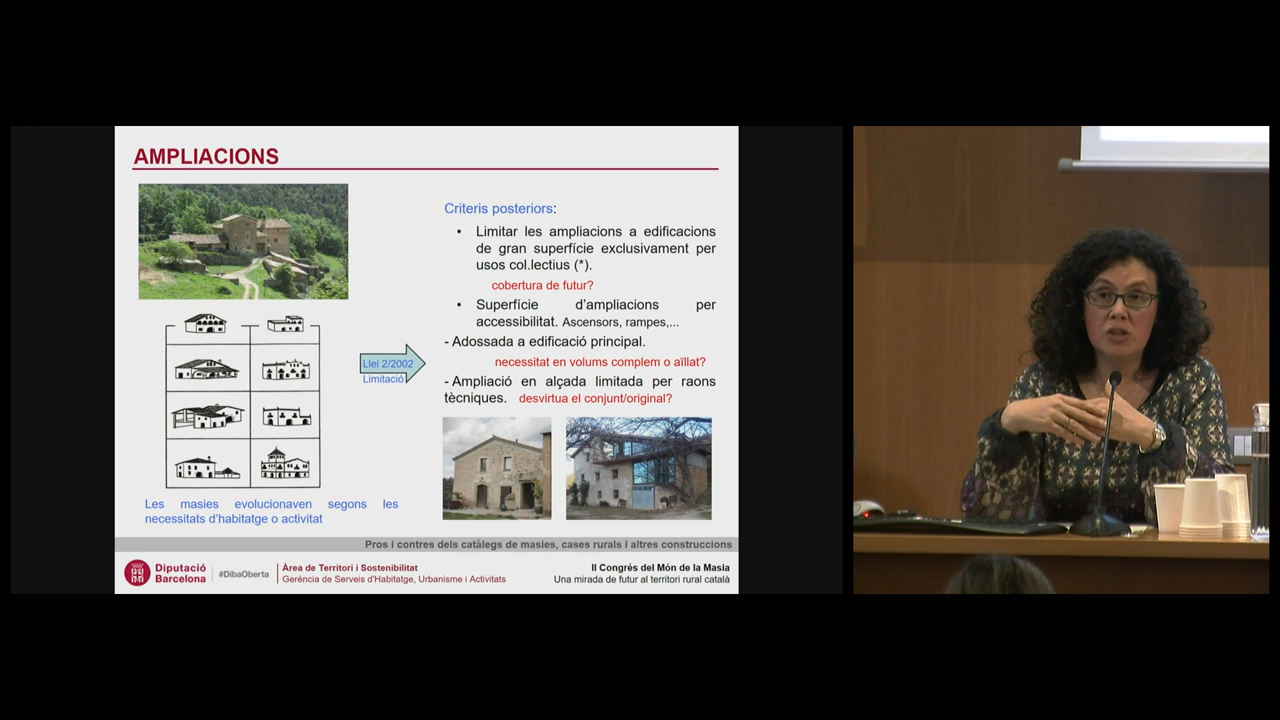 AMPLIACIONS
Criteris posteriors:
• Limitar les ampliacions a edificacions
de gran superfície exclusivament per
usos col.lectius (*).
cobertura de futur?
• Superfície d'ampliacions per
accessibilitat. Ascensors, rampes,...
- Adossada a edificació principal.
necessitat en volums complem o aïllat?
- Ampliació en alçada limitada per raons
tècniques. desvirtua el conjunt/original?
Llei 2/2002
Limitació
Les masies evolucionaven segons les
necessitats d'habitatge o activitat
Pros i contres dels catàlegs de masies, cases rurals i altres construccions
Diputació
Barcelona
#DibaOberta
Àrea de Territori i Sostenibilitat
Gerència de Serveis d'Habitatge, Urbanisme i Activitats
II Congrés del Món de la Masia
Una mirada de futur al territori rural català